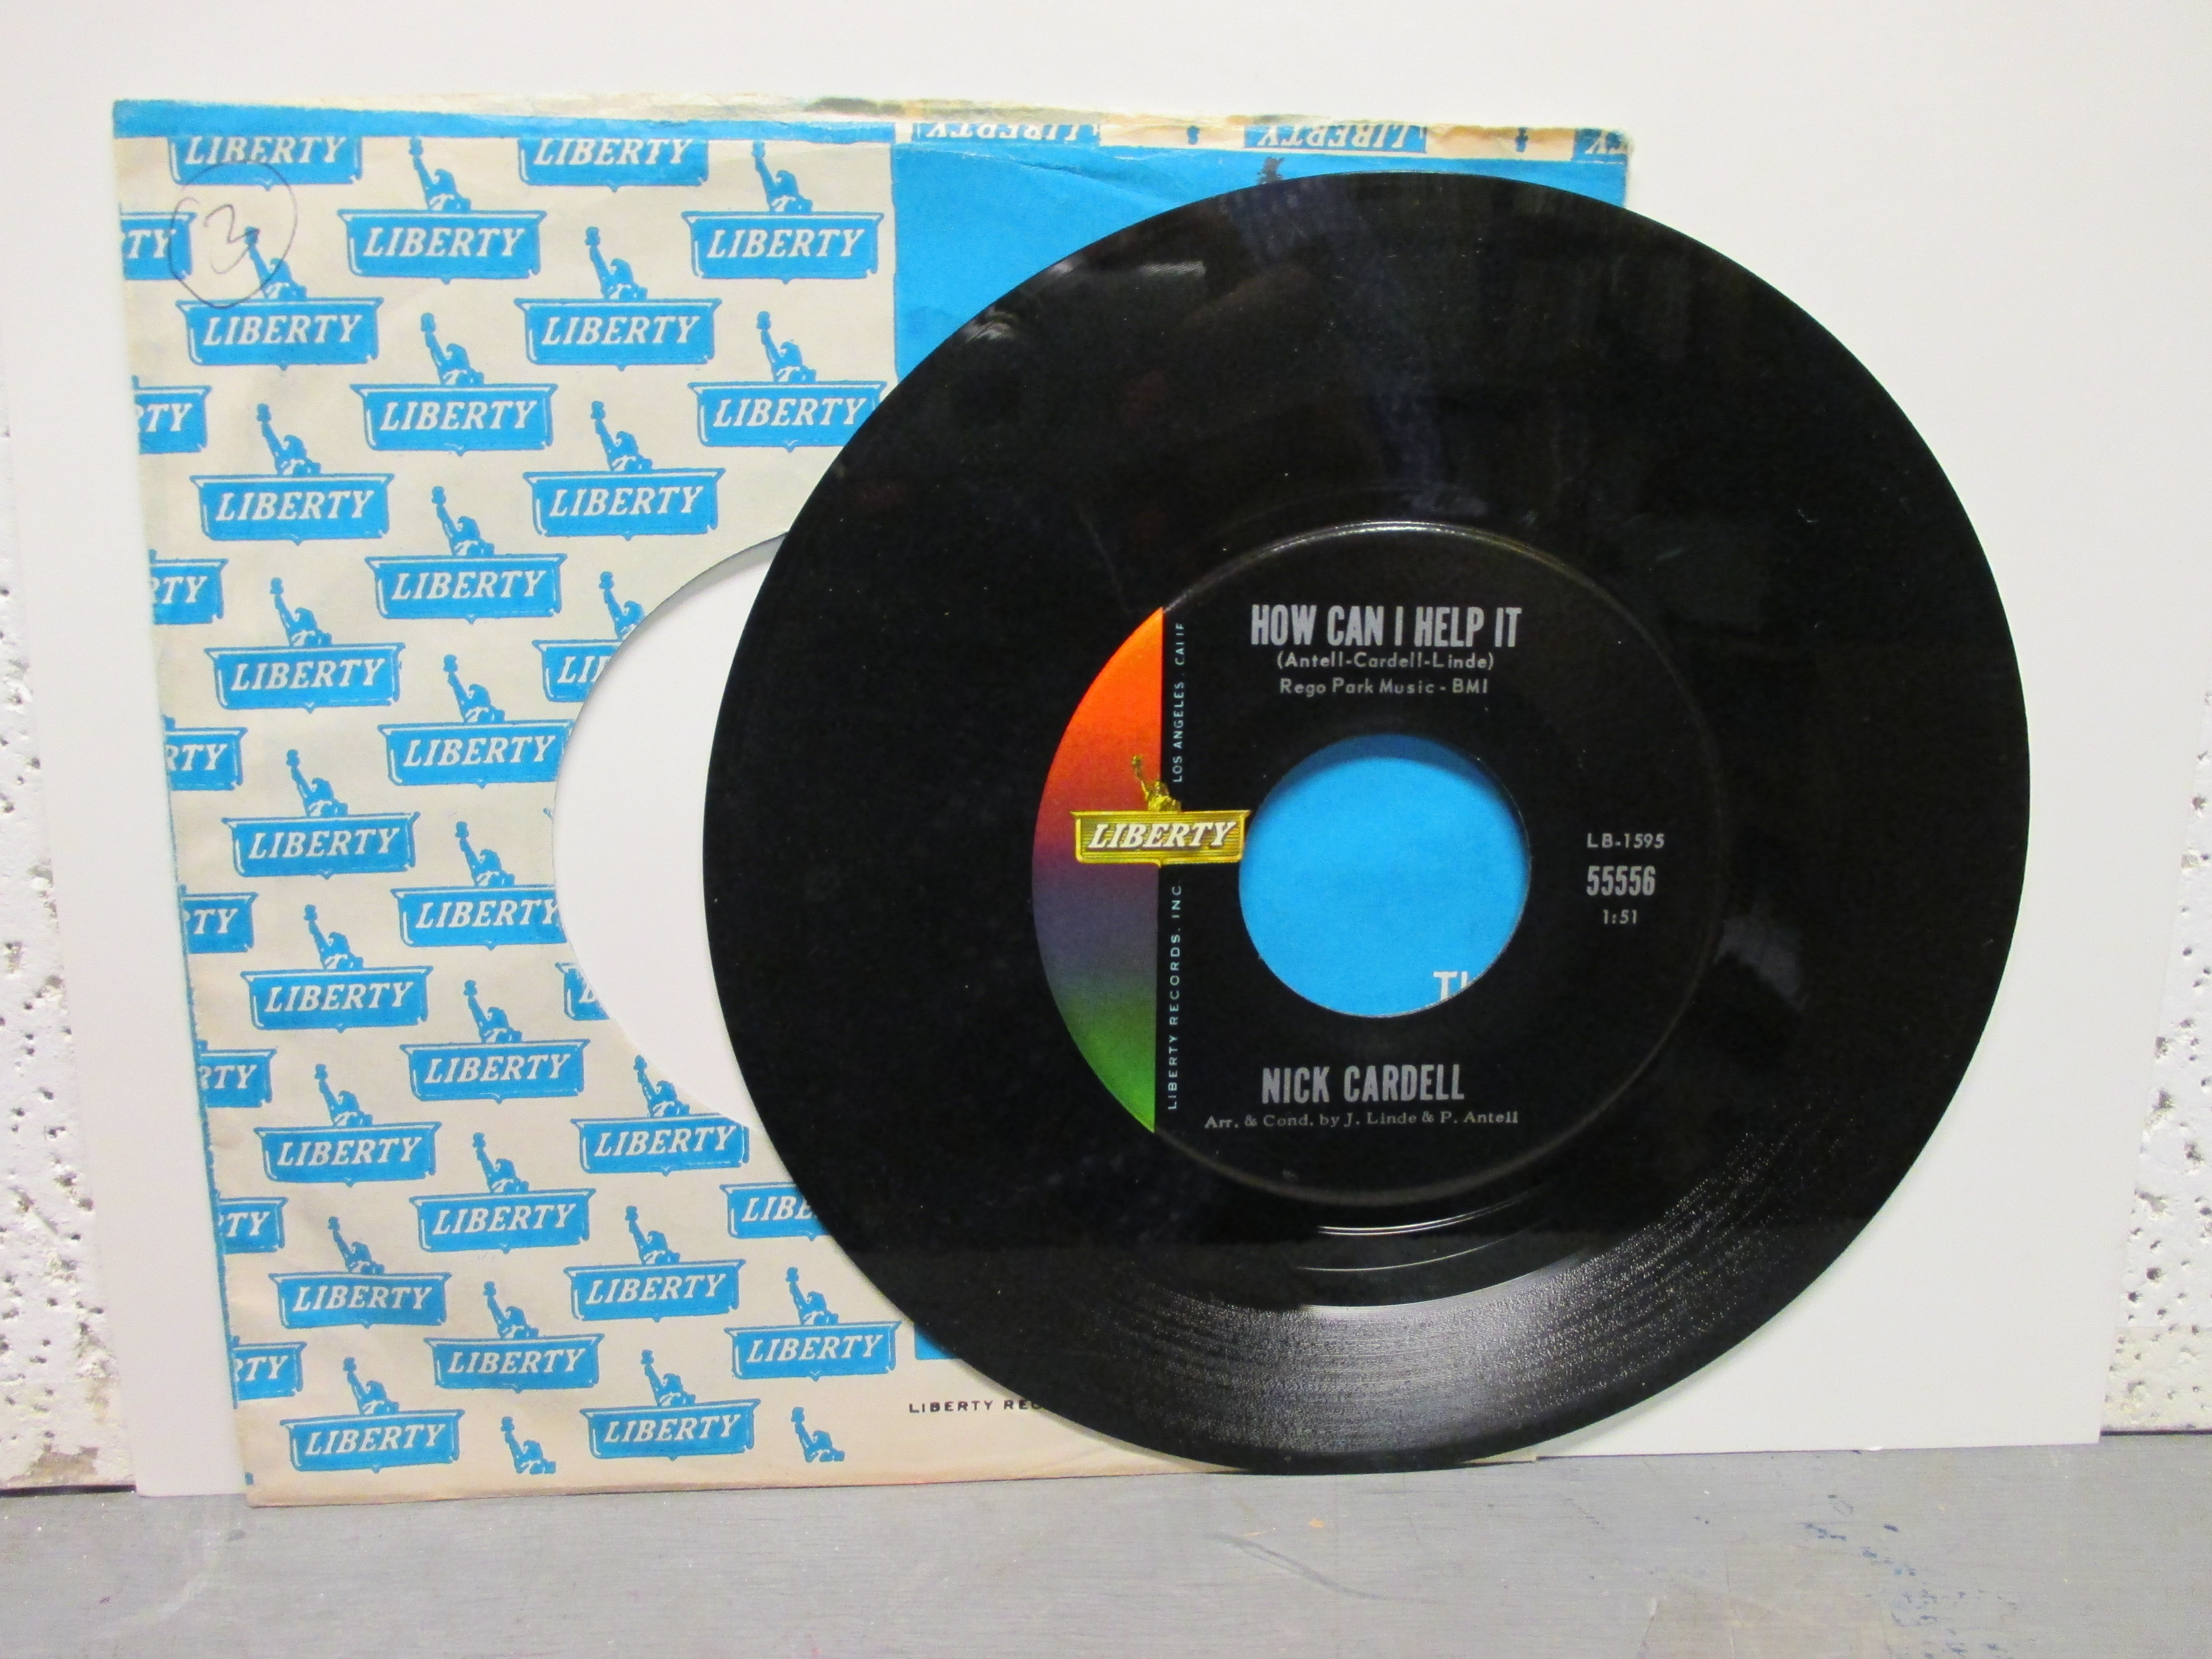 HOW CAN I HELP IT
(Antell-Cardell-Linde)
Rego Park Music - BMI
LIBERTY
LIBERTY RECORDS, INC. LOS ANGELES, CALIF
LB-1595
55556
1:51
NICK CARDELL
Arr. & Cond. by J. Linde & P. Antell
3
LIBERTY LIBERTY
LIBERTY LIBERTY
LIBERTY LIBERTY
LIBERTY LIBERTY
LIBERTY LIBERTY
LIBERTY
LIBERTY
LIBERTY
LIBERTY
LIBERTY
LIBERTY
LIBERTY
LIBERTY
LIBERTY LIBERTY
LIBERTY
LIBERTY LIBERTY
LIBERTY LIBERTY
LIBERTY LIBERTY
LIBERTY LIBERTY
LIBERTY